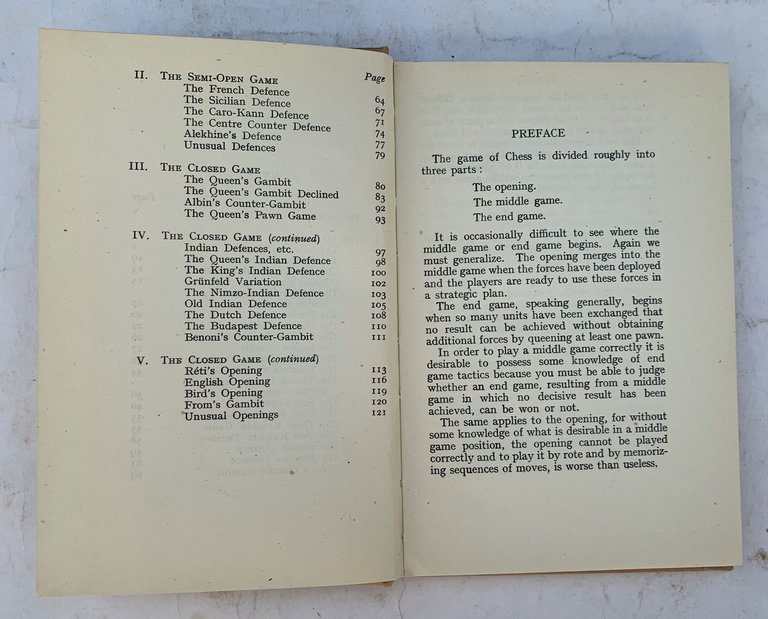 II. THE SEMI-OPEN GAME Page
The French Defence 64
The Sicilian Defence 67
The Caro-Kann Defence 71
The Centre Counter Defence 74
Alekhine's Defence 77
Unusual Defences 79
III. THE CLOSED GAME
The Queen's Gambit 80
The Queen's Gambit Declined 83
Albin's Counter-Gambit 92
The Queen's Pawn Game 93
IV. THE CLOSED GAME (continued)
Indian Defences, etc. 97
The Queen's Indian Defence 98
The King's Indian Defence 100
Grünfeld Variation 102
The Nimzo-Indian Defence 103
Old Indian Defence 105
The Dutch Defence 108
The Budapest Defence 110
Benoni's Counter-Gambit 111
V. THE CLOSED GAME (continued)
Réti's Opening 113
English Opening 116
Bird's Opening 119
From's Gambit 120
Unusual Openings 121
PREFACE
The game of Chess is divided roughly into
three parts :
The opening.
The middle game.
The end game.
It is occasionally difficult to see where the
middle game or end game begins. Again we
must generalize. The opening merges into the
middle game when the forces have been deployed
and the players are ready to use these forces in
a strategic plan.
The end game, speaking generally, begins
when so many units have been exchanged that
no result can be achieved without obtaining
additional forces by queening at least one pawn.
In order to play a middle game correctly it is
desirable to possess some knowledge of end
game tactics because you must be able to judge
whether an end game, resulting from a middle
game in which no decisive result has been
achieved, can be won or not.
The same applies to the opening, for without
some knowledge of what is desirable in a middle
game position, the opening cannot be played
correctly and to play it by rote and by memoriz-
ing sequences of moves, is worse than useless.